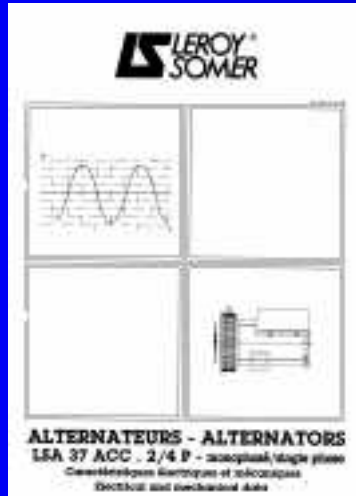 LEROY®
SOMER
ALTERNATEURS - ALTERNATORS
LSA 37 ACC . 2/4 P - monophasé/single phase
Caractéristiques électriques et mécaniques
Electrical and mechanical data